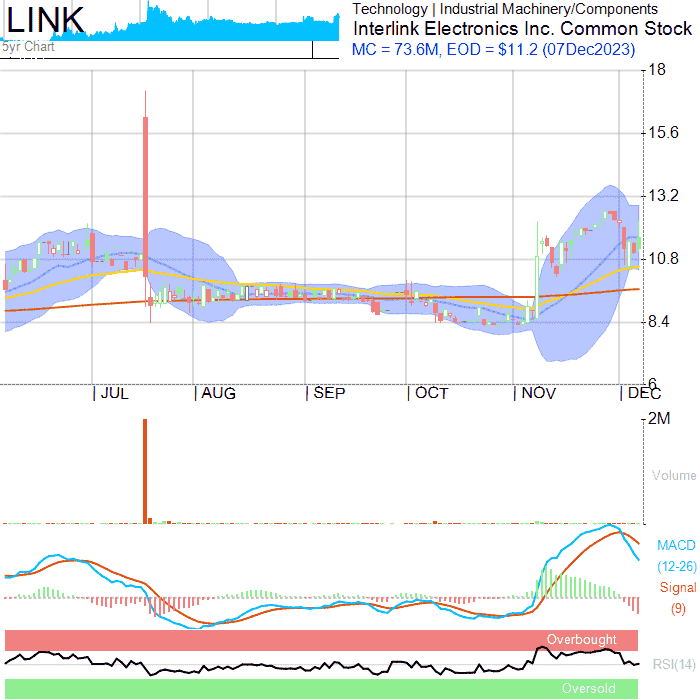 LINK
5yr Chart
Technology | Industrial Machinery/Components
Interlink Electronics Inc. Common Stock
MC = 73.6M, EOD = $11.2 (07Dec2023)
18
15.6
13.2
10.8
8.4
6
JUL AUG SEP OCT NOV DEC
2M
Volume
MACD
(12-26)
Signal
(9)
Overbought
RSI(14)
Oversold